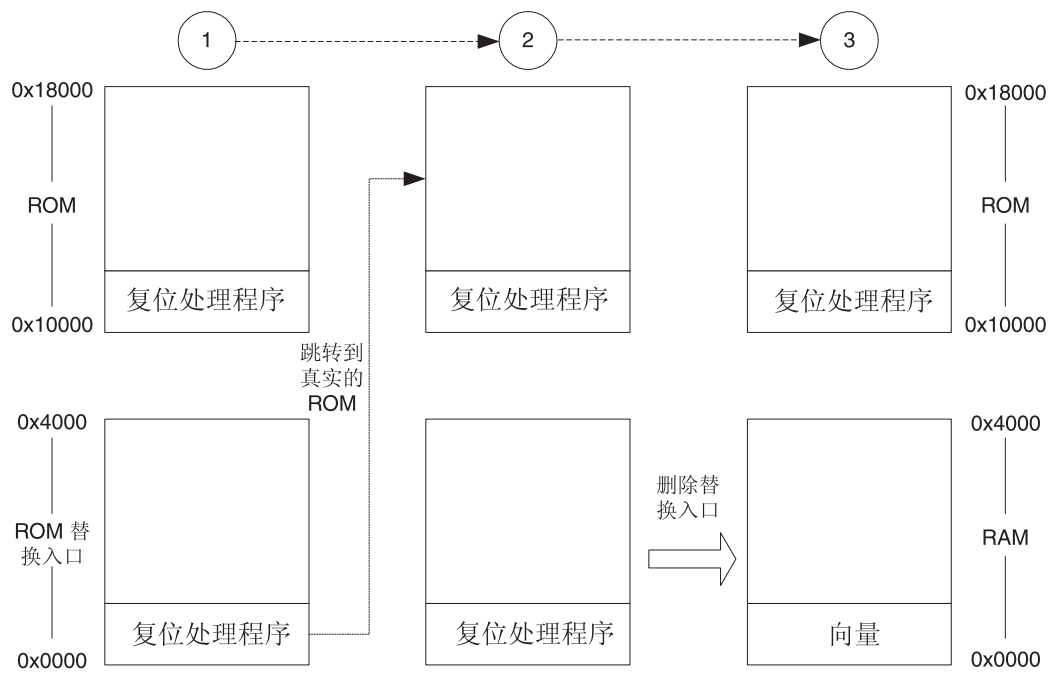 1
2
3
0x18000
0x18000
ROM
ROM
复位处理程序
复位处理程序
复位处理程序
0x10000
0x10000
跳转到
真实的
ROM
0x4000
0x4000
删除替
换入口
ROM 替
换入口
RAM
复位处理程序
复位处理程序
向量
0x0000
0x0000